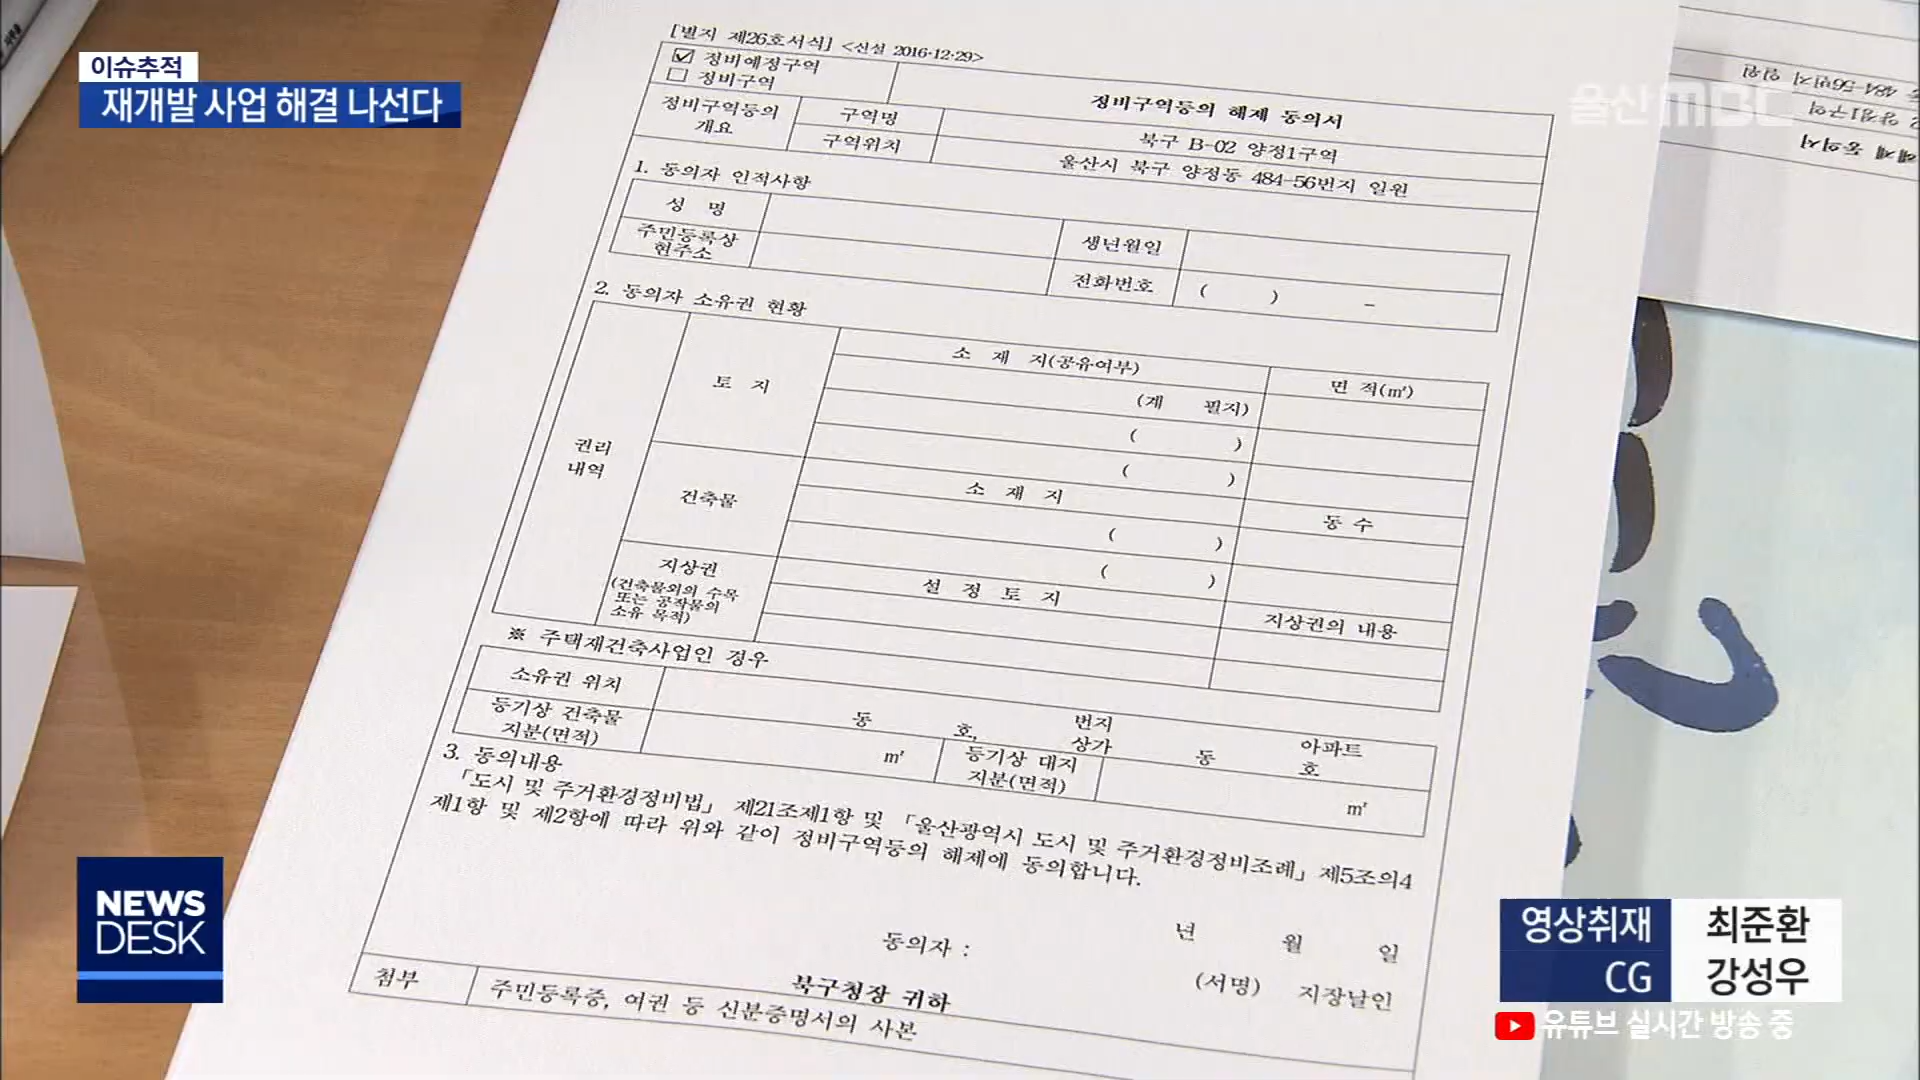 이슈추적
재개발 사업 해결 나선다
울산MBC
[별지 제26호서식] <신설 2016·12·29>
☑ 정비예정구역
☐ 정비구역
정비구역등의 해제 동의서
정비구역등의 개요
구역명
북구 B-02 양정1구역
구역위치
울산시 북구 양정동 484-56번지 일원
1. 동의자 인적사항
성 명
생년월일
주민등록상 현주소
전화번호
( ) -
2. 동의자 소유권 현황
권리 내역
토 지
소 재 지(공유여부)
면 적(㎡)
(계 필지)
( )
( )
건축물
소 재 지
동 수
( )
( )
지상권
(건축물외의 수목
또는 공작물의
소유 목적)
설 정 토 지
지상권의 내용
※ 주택재건축사업인 경우
소유권 위치
번지 아파트
동 호, 상가 동 호
등기상 건축물 지분(면적)
㎡
등기상 대지 지분(면적)
㎡
3. 동의내용
「도시 및 주거환경정비법」 제21조제1항 및 「울산광역시 도시 및 주거환경정비조례」 제5조의4
제1항 및 제2항에 따라 위와 같이 정비구역등의 해제에 동의합니다.
년 월 일
동의자 : (서명) 지장날인
북구청장 귀하
첨부
주민등록증, 여권 등 신분증명서의 사본
NEWS
DESK
영상취재 최준환
CG 강성우
유튜브 실시간 방송 중